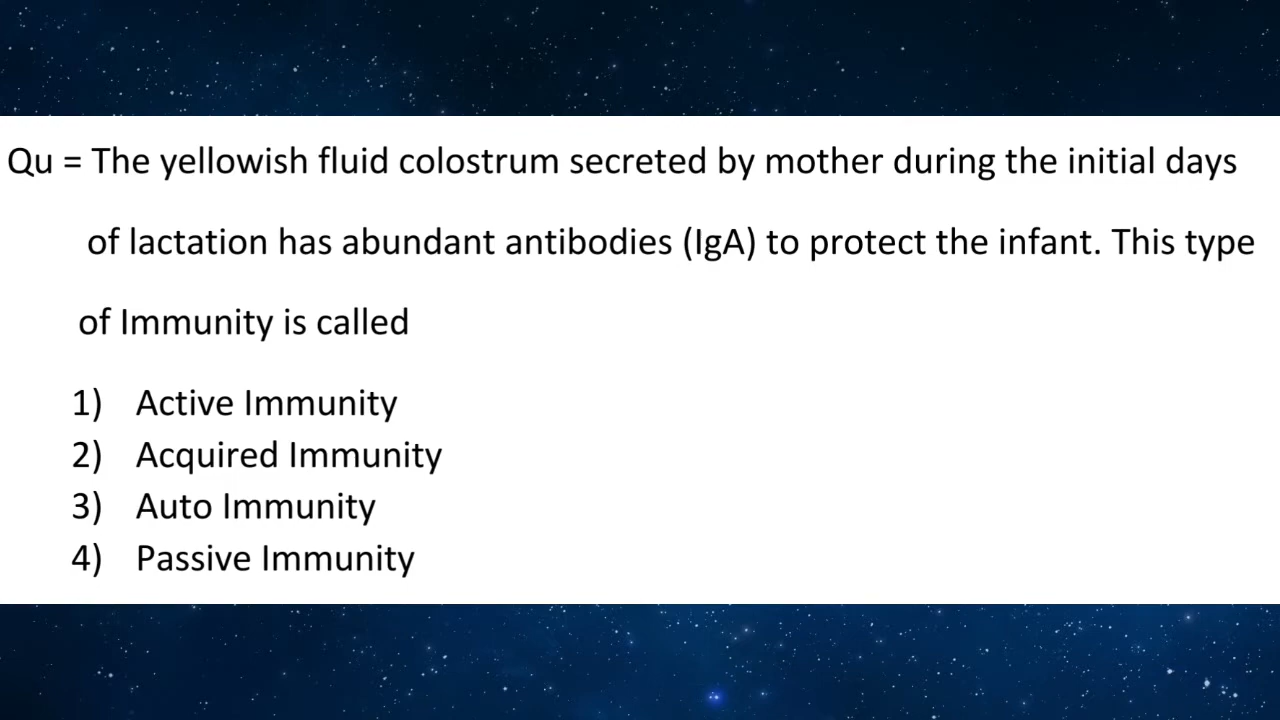 Qu = The yellowish fluid colostrum secreted by mother during the initial days
of lactation has abundant antibodies (IgA) to protect the infant. This type
of Immunity is called
1) Active Immunity
2) Acquired Immunity
3) Auto Immunity
4) Passive Immunity